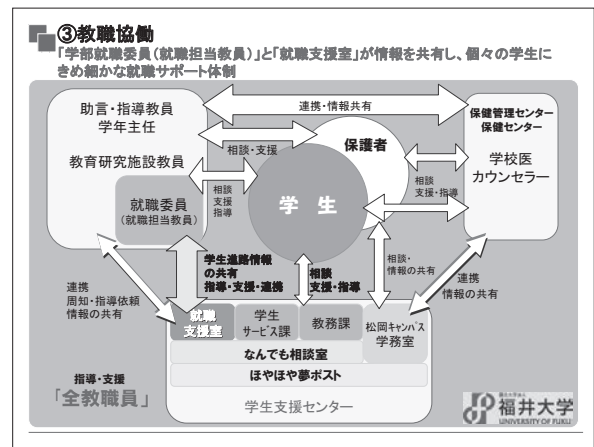 ③教職協働
「学部就職委員（就職担当教員）」と「就職支援室」が情報を共有し、個々の学生に
きめ細かな就職サポート体制
助言・指導教員
学年主任
教育研究施設教員
就職委員
（就職担当教員）
連携・情報共有
相談・支援
保護者
学 生
相談
支援
指導
保健管理センター
保健センター
学校医
カウンセラー
相談
支援・指導
学生進路情報
の共有
指導・支援・連携
相談
支援・指導
相談・
情報の共有
連携
情報の共有
連携
周知・指導依頼
情報の共有
就職
支援室
学生
サービス課
教務課
松岡キャンパス
学務室
なんでも相談室
ほやほや夢ポスト
学生支援センター
指導・支援
「全教職員」
国立大学法人
福井大学
UNIVERSITY OF FUKUI